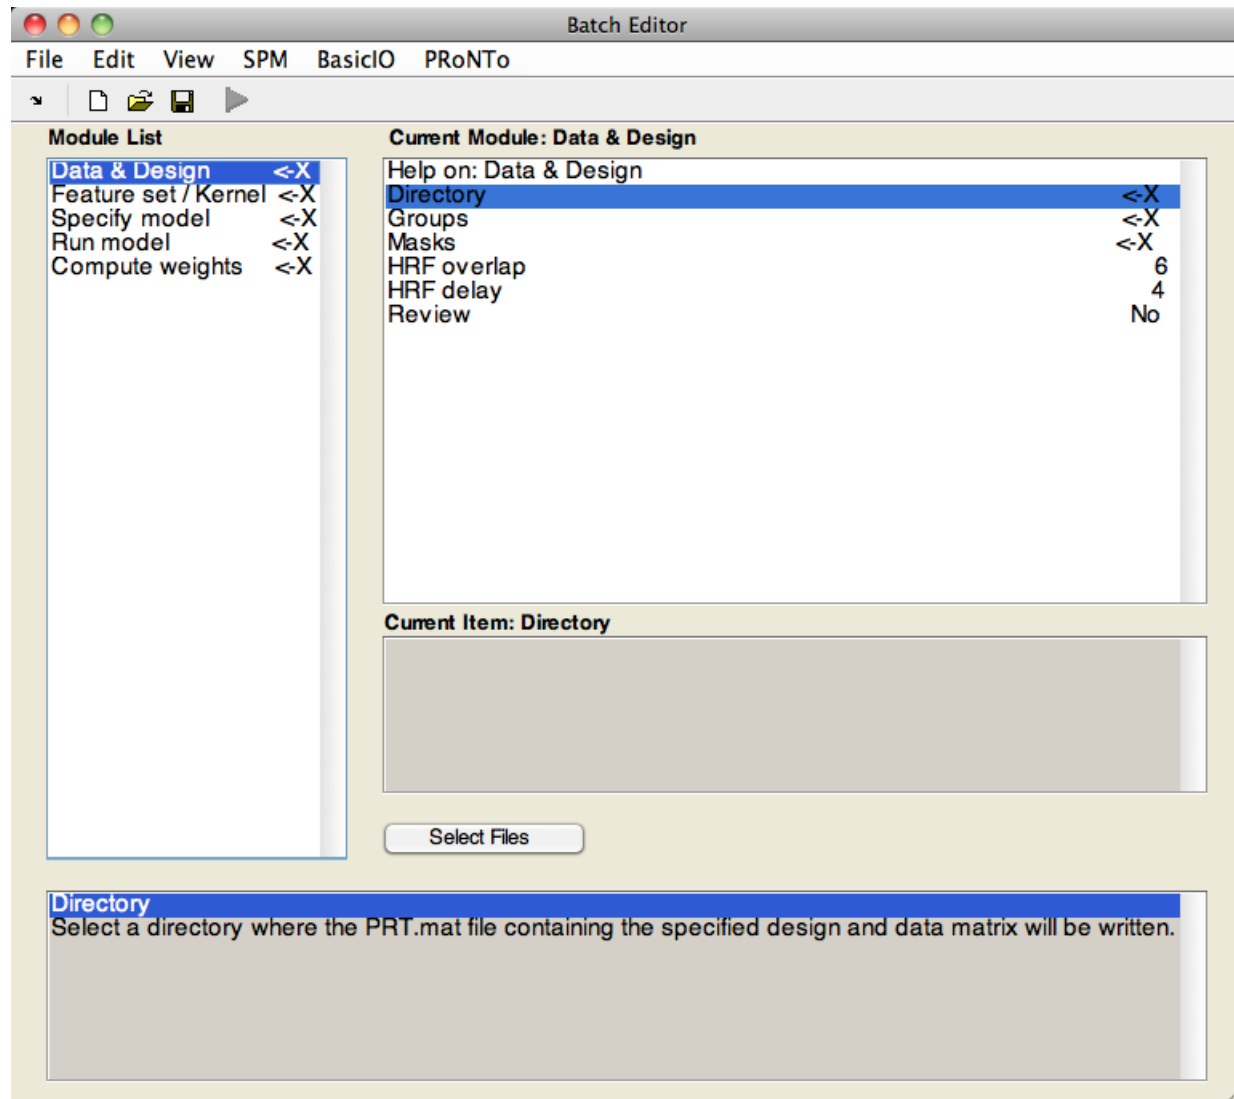 Batch Editor
File Edit View SPM BasicIO PRoNTo
Module List
Data & Design <-X
Feature set / Kernel <-X
Specify model <-X
Run model <-X
Compute weights <-X
Current Module: Data & Design
Help on: Data & Design
Directory <-X
Groups <-X
Masks <-X
HRF overlap 6
HRF delay 4
Review No
Current Item: Directory
Select Files
Directory
Select a directory where the PRT.mat file containing the specified design and data matrix will be written.